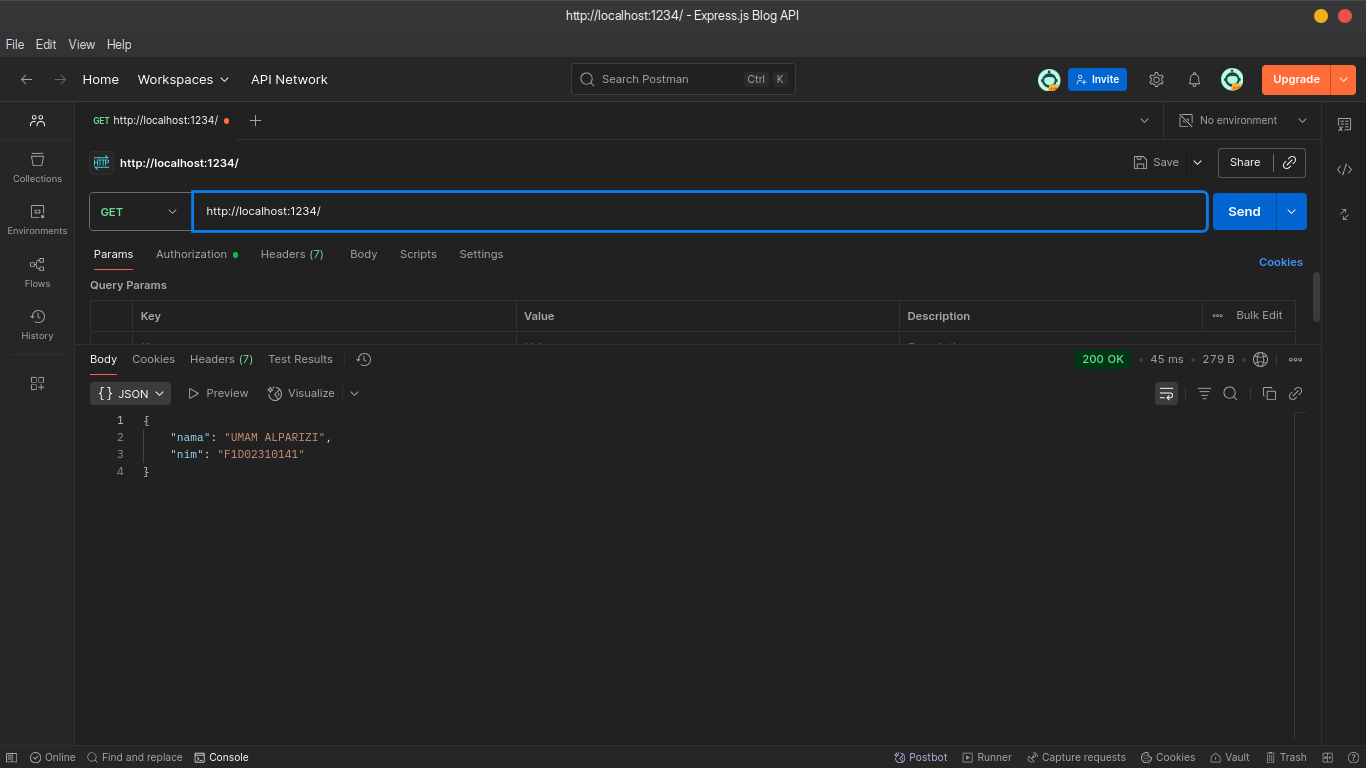 http://localhost:1234/ - Express.js Blog API
File Edit View Help
Home Workspaces API Network Search Postman Ctrl K Invite Upgrade
GET http://localhost:1234/ No environment
HTTP http://localhost:1234/ Save Share
GET http://localhost:1234/ Send
Params Authorization Headers (7) Body Scripts Settings Cookies
Query Params
Key Value Description Bulk Edit
Collections
Environments
Flows
History
Body Cookies Headers (7) Test Results 200 OK 45 ms 279 B
{ } JSON Preview Visualize
1 {
2 "nama": "UMAM ALPARIZI",
3 "nim": "F1D02310141"
4 }
Online Find and replace Console Postbot Runner Capture requests Cookies Vault Trash